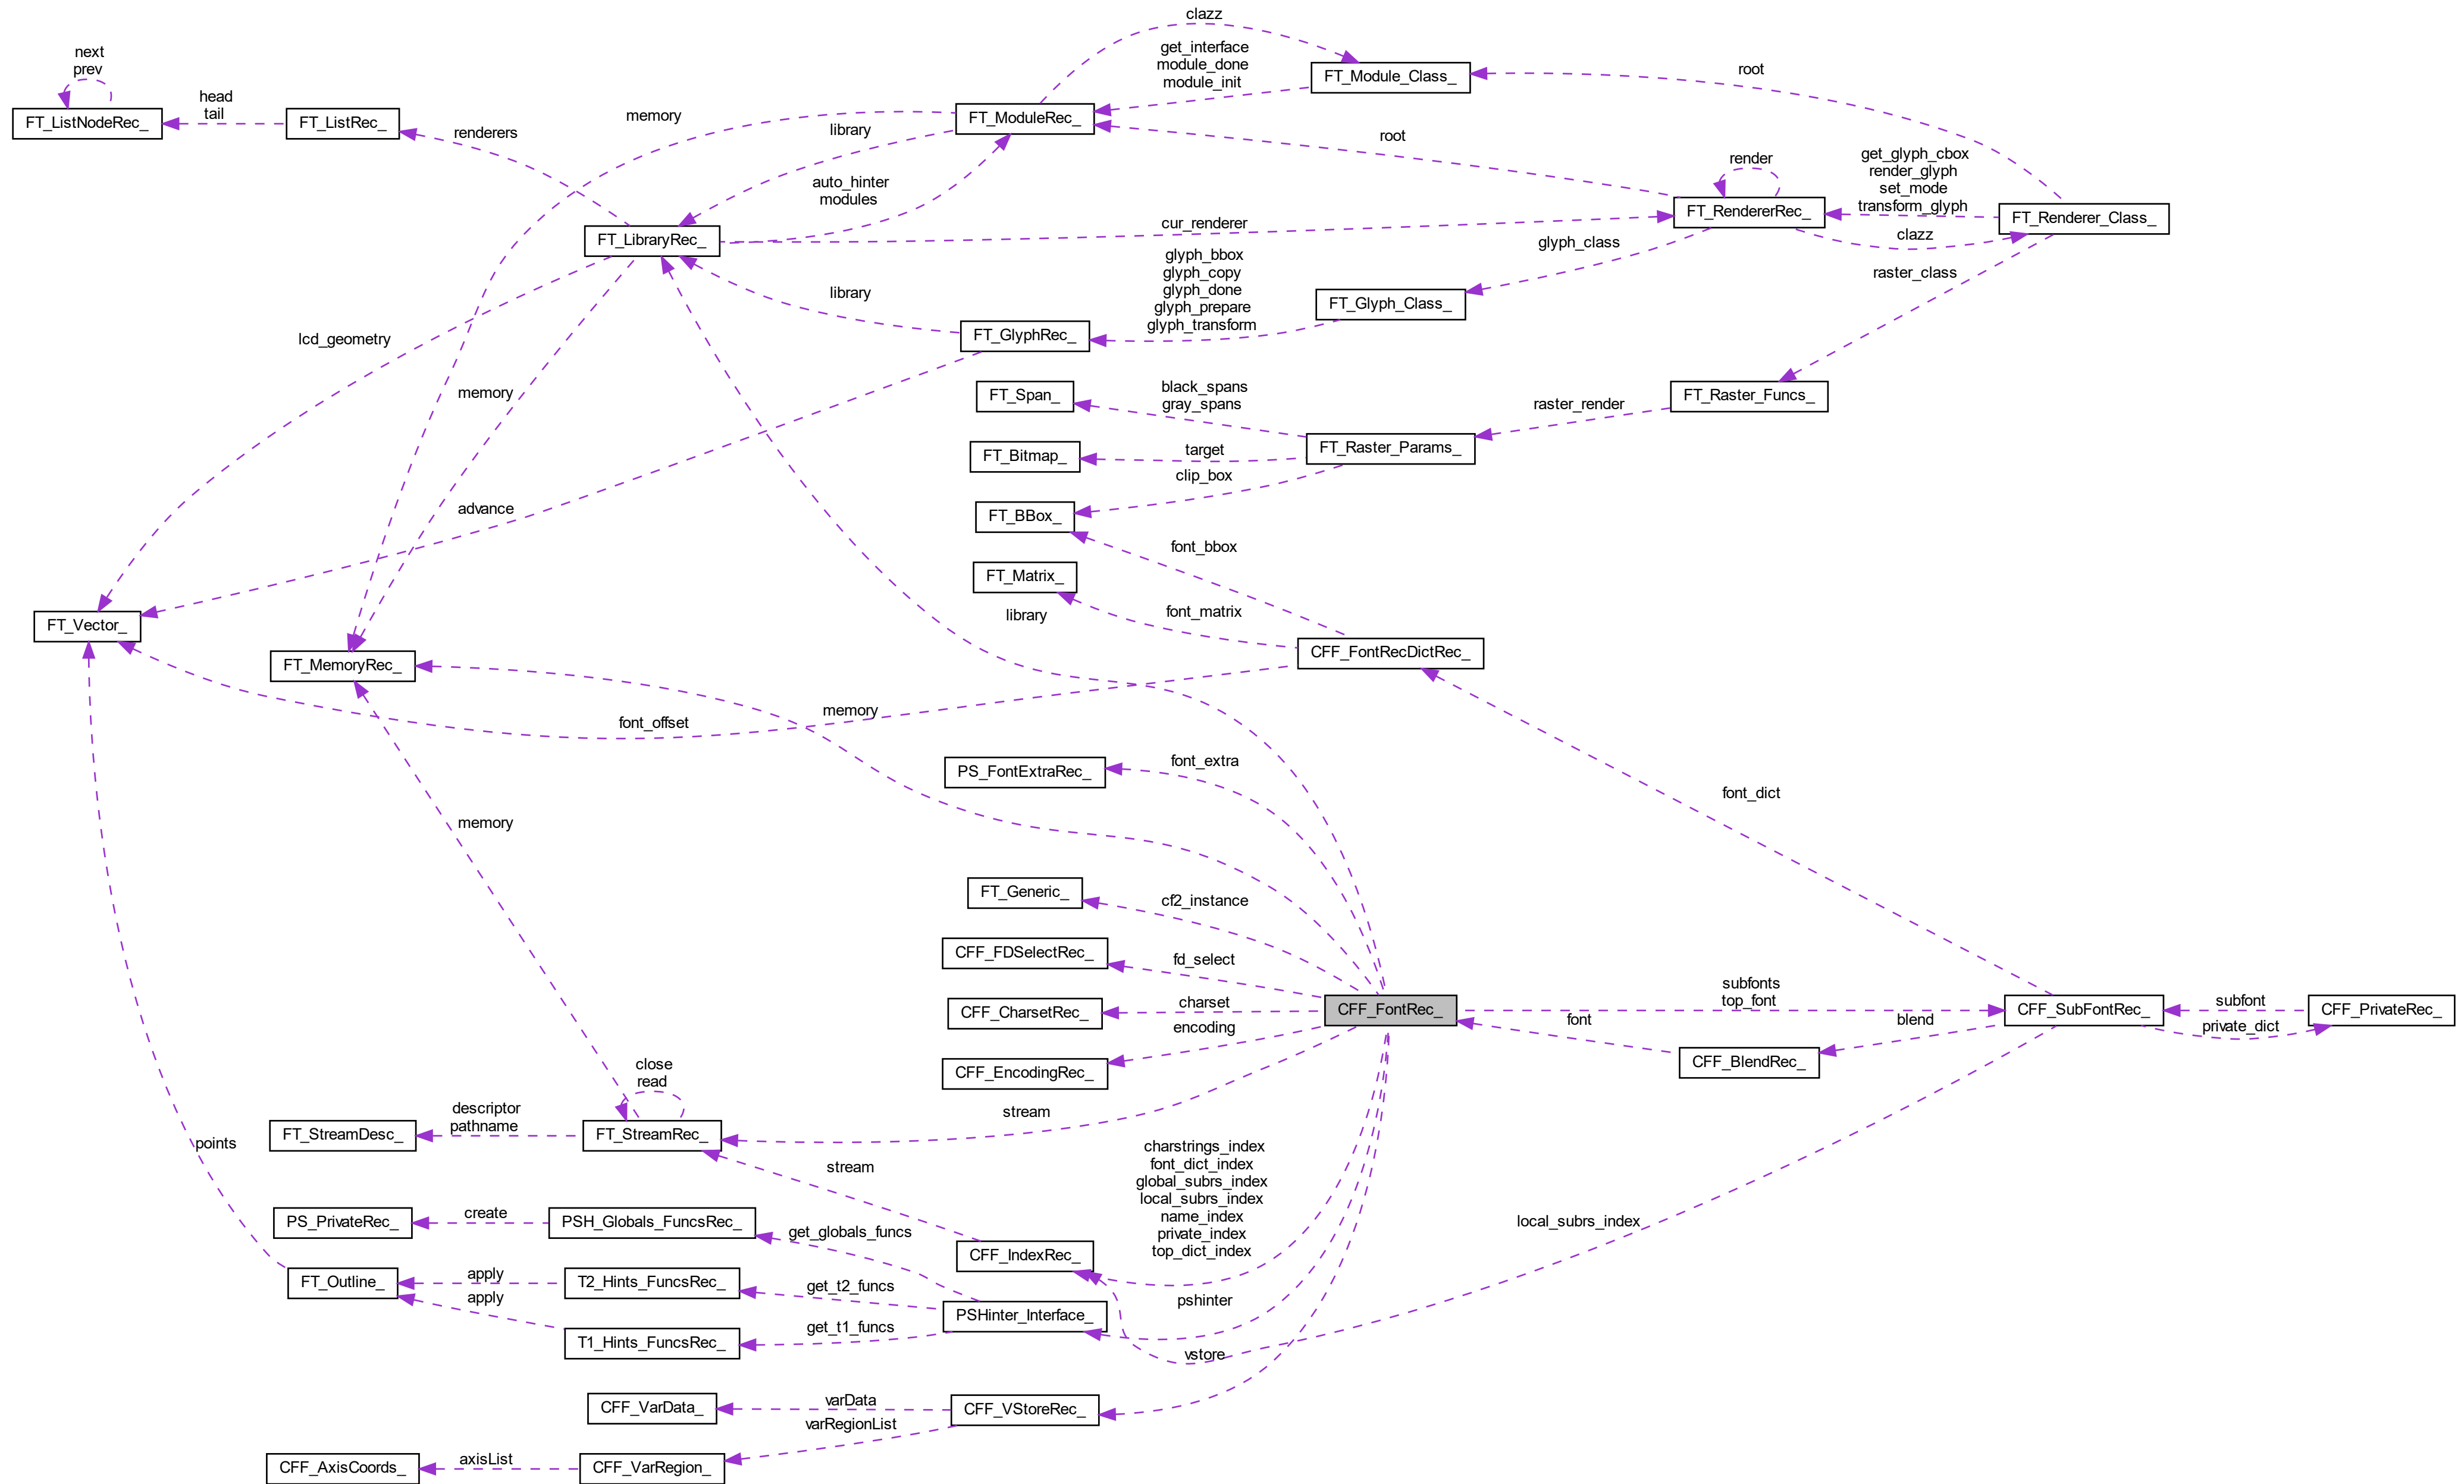 clazz
next
prev
get_interface
module_done
module_init
FT_Module_Class_
root
FT_ListNodeRec_
head
tail
FT_ListRec_
renderers
memory
FT_ModuleRec_
library
root
auto_hinter
modules
render
get_glyph_cbox
render_glyph
set_mode
transform_glyph
FT_LibraryRec_
cur_renderer
FT_RendererRec_
clazz
FT_Renderer_Class_
glyph_class
raster_class
glyph_bbox
glyph_copy
glyph_done
glyph_prepare
glyph_transform
library
FT_Glyph_Class_
lcd_geometry
FT_GlyphRec_
memory
FT_Span_
black_spans
gray_spans
FT_Raster_Funcs_
raster_render
FT_Raster_Params_
FT_Bitmap_
target
clip_box
advance
FT_BBox_
font_bbox
FT_Matrix_
font_matrix
library
FT_Vector_
FT_MemoryRec_
CFF_FontRecDictRec_
font_offset
memory
PS_FontExtraRec_
font_extra
font_dict
memory
FT_Generic_
cf2_instance
CFF_FDSelectRec_
fd_select
CFF_CharsetRec_
charset
CFF_FontRec_
subfonts
top_font
CFF_SubFontRec_
subfont
private_dict
CFF_PrivateRec_
encoding
font
blend
CFF_EncodingRec_
CFF_BlendRec_
close
read
descriptor
pathname
stream
FT_StreamDesc_
FT_StreamRec_
points
stream
charstrings_index
font_dict_index
global_subrs_index
local_subrs_index
name_index
private_index
top_dict_index
PS_PrivateRec_
create
PSH_Globals_FuncsRec_
get_globals_funcs
local_subrs_index
CFF_IndexRec_
FT_Outline_
apply
T2_Hints_FuncsRec_
get_t2_funcs
apply
PSHinter_Interface_
pshinter
get_t1_funcs
T1_Hints_FuncsRec_
vstore
CFF_VarData_
varData
CFF_VStoreRec_
varRegionList
CFF_AxisCoords_
axisList
CFF_VarRegion_